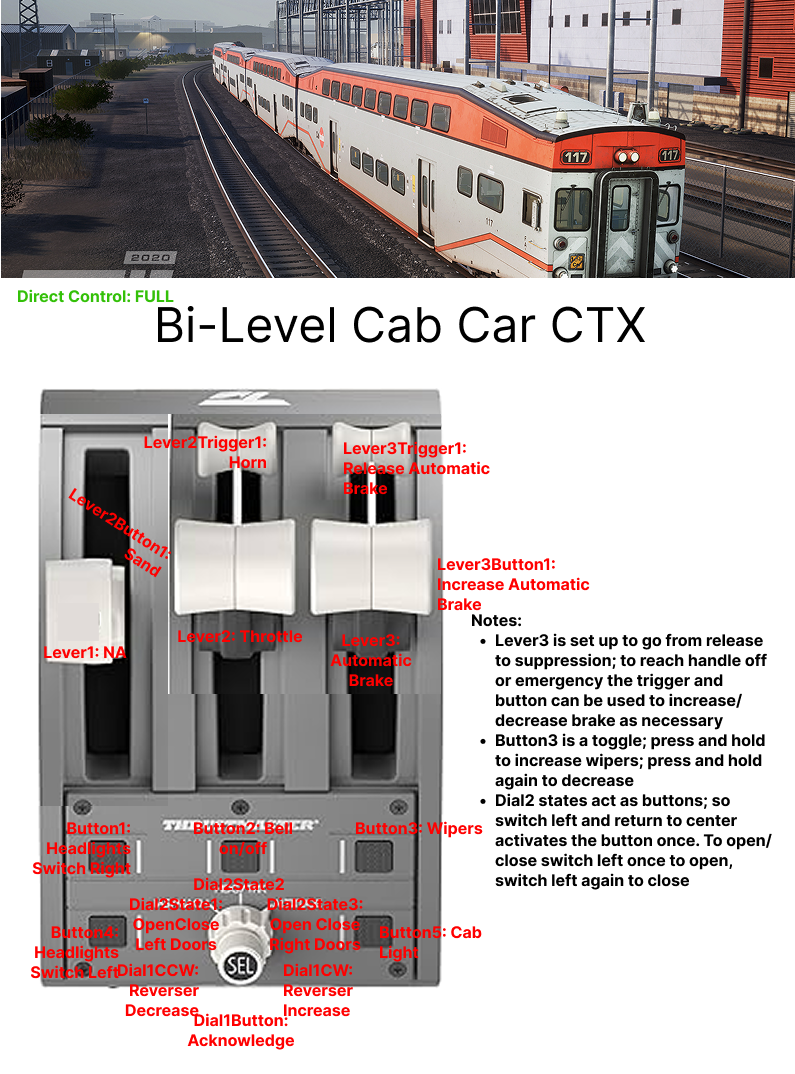 117
117
117
2020
Direct Control: FULL
Bi-Level Cab Car CTX
Lever2Trigger1:
Horn
Lever3Trigger1:
Release Automatic
Brake
Lever2Button1:
Sand
Lever3Button1:
Increase Automatic
Brake
Lever2: Throttle
Lever1: NA
Lever3:
Automatic
Brake
Notes:
• Lever3 is set up to go from release
to suppression; to reach handle off
or emergency the trigger and
button can be used to increase/
decrease brake as necessary
• Button3 is a toggle; press and hold
to increase wipers; press and hold
again to decrease
• Dial2 states act as buttons; so
switch left and return to center
activates the button once. To open/
close switch left once to open,
switch left again to close
THRUSTMASTER
Button1:
Headlights
Switch Right
Button2: Bell
on/off
Button3: Wipers
Dial2State2
Dial2State1:
OpenClose
Left Doors
Dial2State3:
Open Close
Right Doors
Button4:
Headlights
Switch Left
Button5: Cab
Light
SEL
Dial1CCW:
Reverser
Decrease
Dial1CW:
Reverser
Increase
Dial1Button:
Acknowledge